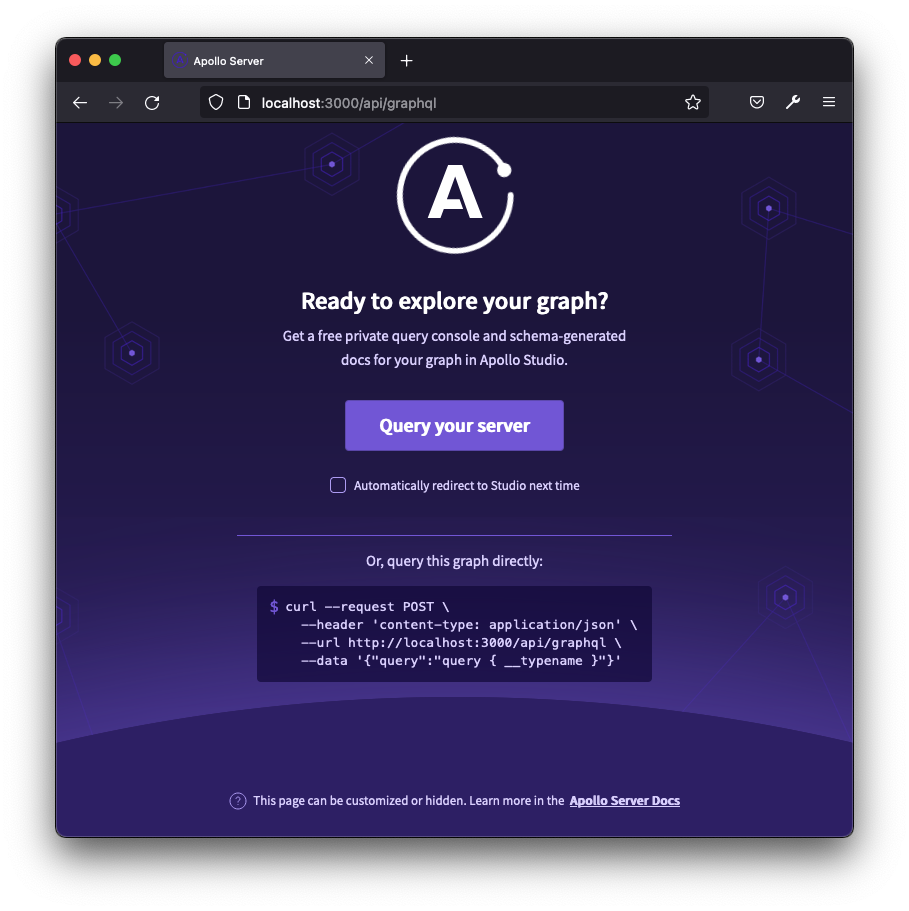 Apollo Server
localhost:3000/api/graphql
A
Ready to explore your graph?
Get a free private query console and schema-generated
docs for your graph in Apollo Studio.
Query your server
Automatically redirect to Studio next time
Or, query this graph directly:
$ curl --request POST \
--header 'content-type: application/json' \
--url http://localhost:3000/api/graphql \
--data '{"query":"query { __typename }"}'
? This page can be customized or hidden. Learn more in the Apollo Server Docs